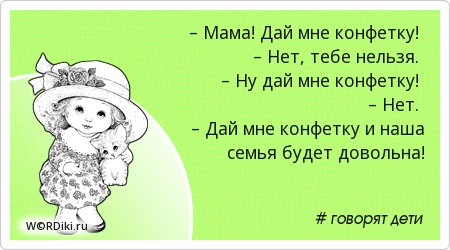 – Мама! Дай мне конфетку!
– Нет, тебе нельзя.
– Ну дай мне конфетку!
– Нет.
– Дай мне конфетку и наша
семья будет довольна!
# говорят дети
WORDiki.ru